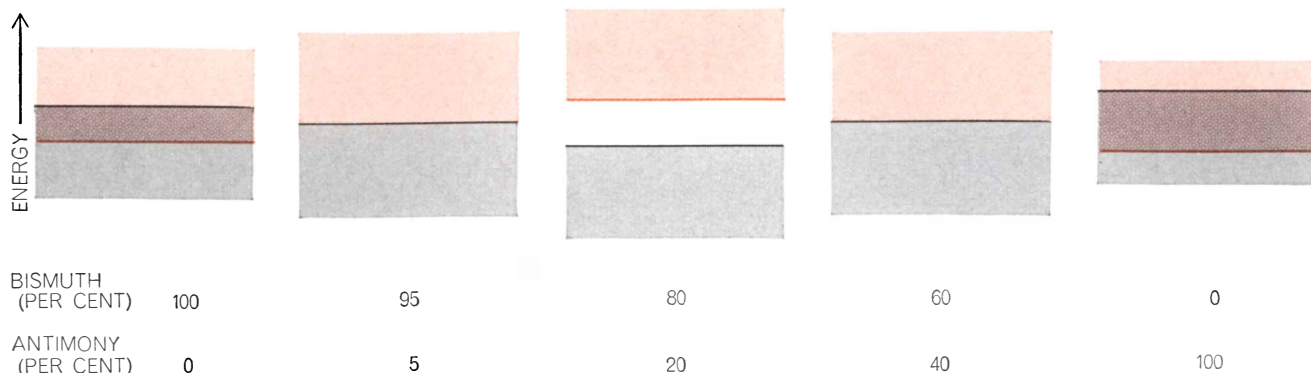 ENERGY
BISMUTH
(PER CENT) 100 95 80 60 0
ANTIMONY
(PER CENT) 0 5 20 40 100